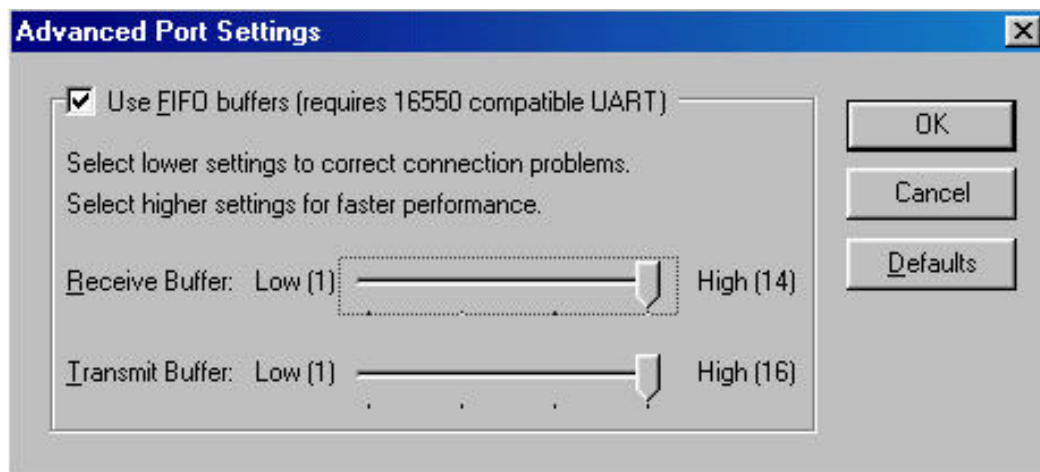 Advanced Port Settings
Use FIFO buffers (requires 16550 compatible UART)
Select lower settings to correct connection problems.
Select higher settings for faster performance.
Receive Buffer: Low (1) High (14)
Transmit Buffer: Low (1) High (16)
OK
Cancel
Defaults